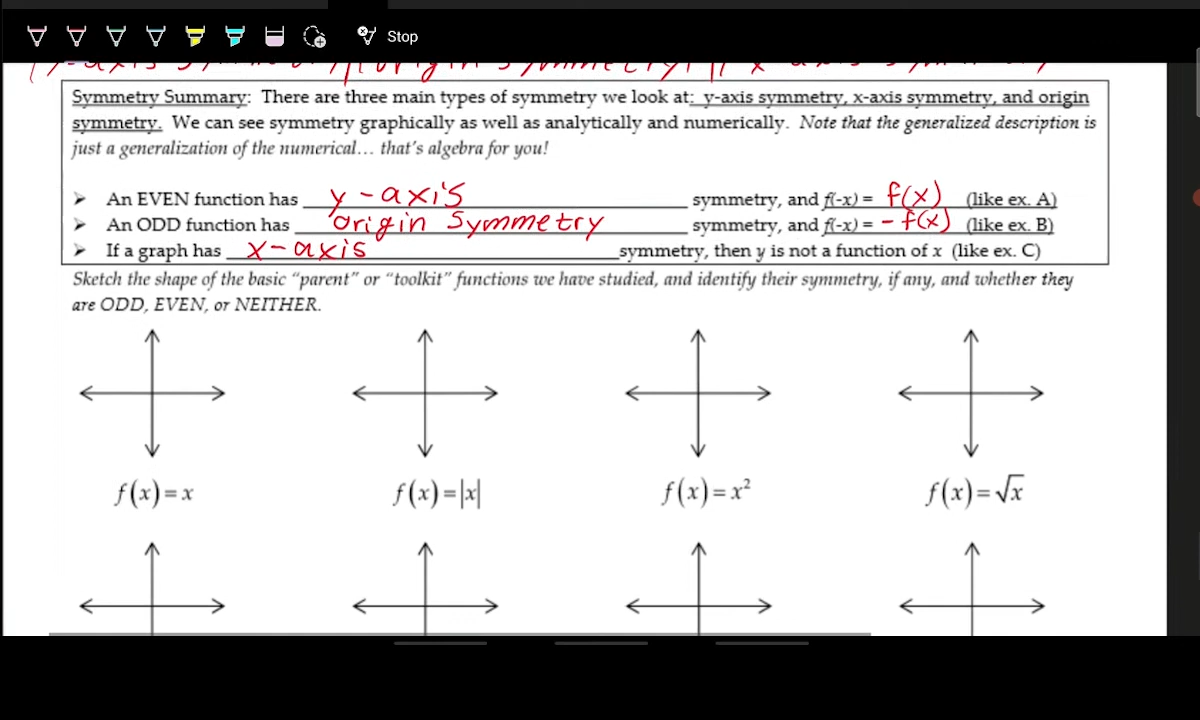 Stop
Symmetry Summary: There are three main types of symmetry we look at: y-axis symmetry, x-axis symmetry, and origin
symmetry. We can see symmetry graphically as well as analytically and numerically. Note that the generalized description is
just a generalization of the numerical… that's algebra for you!
➤ An EVEN function has y-axis symmetry, and f(-x) = f(x) (like ex. A)
➤ An ODD function has origin symmetry symmetry, and f(-x) = -f(x) (like ex. B)
➤ If a graph has x-axis symmetry, then y is not a function of x (like ex. C)
Sketch the shape of the basic "parent" or "toolkit" functions we have studied, and identify their symmetry, if any, and whether they
are ODD, EVEN, or NEITHER.
f(x)=x f(x)=|x| f(x)=x² f(x)=√x